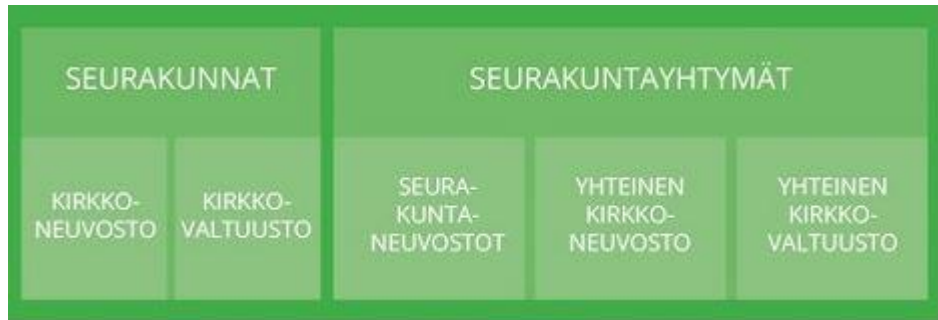 SEURAKUNNAT
SEURAKUNTAYHTYMÄT
KIRKKO-
NEUVOSTO
KIRKKO-
VALTUUSTO
SEURA-
KUNTA-
NEUVOSTOT
YHTEINEN
KIRKKO-
NEUVOSTO
YHTEINEN
KIRKKO-
VALTUUSTO